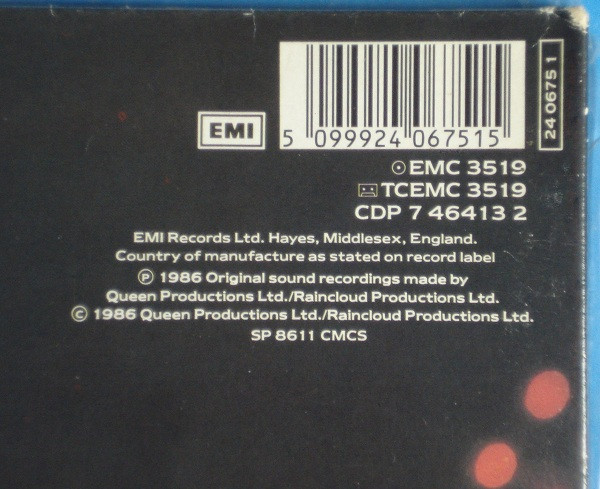 EMI
5 099924 067515
24 0675 1
EMC 3519
TCEMC 3519
CDP 7 46413 2
EMI Records Ltd. Hayes, Middlesex, England.
Country of manufacture as stated on record label
Ⓟ 1986 Original sound recordings made by
Queen Productions Ltd./Raincloud Productions Ltd.
© 1986 Queen Productions Ltd./Raincloud Productions Ltd.
SP 8611 CMCS